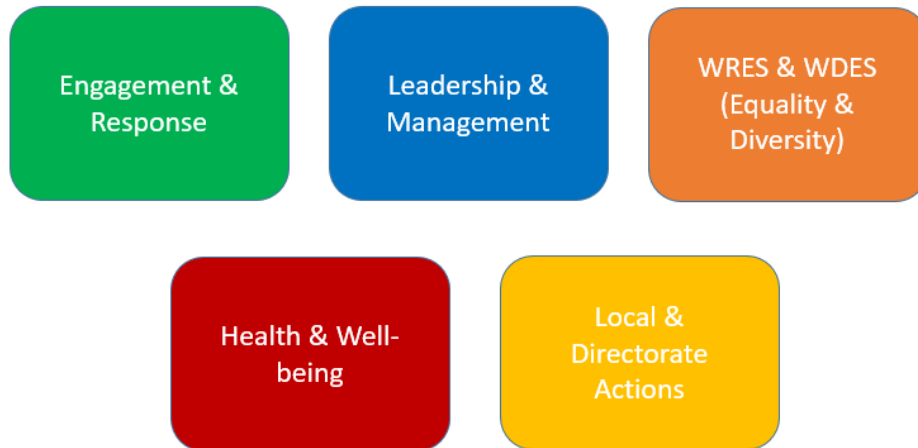 Engagement &
Response
Leadership &
Management
WRES & WDES
(Equality &
Diversity)
Health & Well-
being
Local &
Directorate
Actions